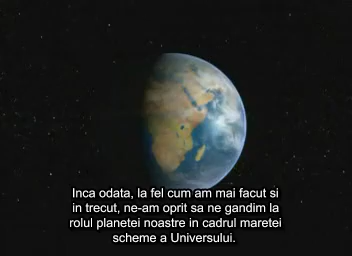 Inca odata, la fel cum am mai facut si
in trecut, ne-am oprit sa ne gandim la
rolul planetei noastre in cadrul maretei
scheme a Universului.